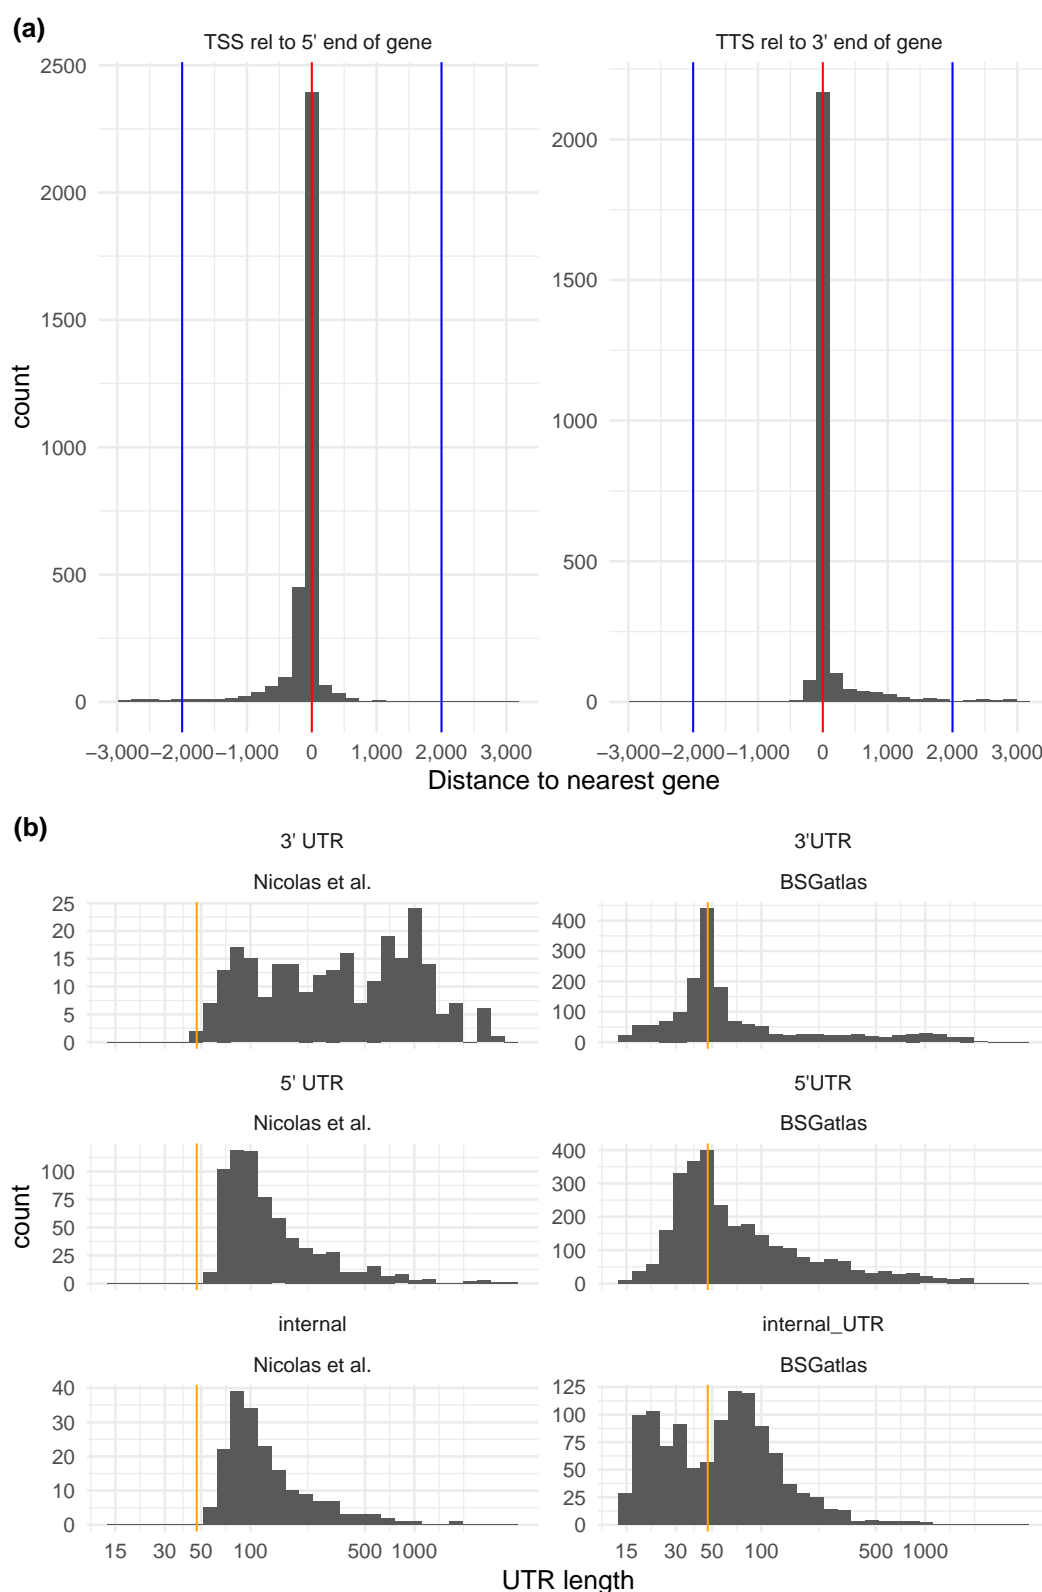 (a)
TSS rel to 5' end of gene
TTS rel to 3' end of gene
2500
2000
1500
1000
500
0
2000
1500
1000
500
0
count
−3,000 −2,000 −1,000 0 1,000 2,000 3,000
−3,000 −2,000 −1,000 0 1,000 2,000 3,000
Distance to nearest gene
(b)
3' UTR
3'UTR
Nicolas et al.
BSGatlas
25
20
15
10
5
0
400
300
200
100
0
5' UTR
5'UTR
Nicolas et al.
BSGatlas
100
75
50
25
0
400
300
200
100
0
count
internal
internal_UTR
Nicolas et al.
BSGatlas
40
30
20
10
0
125
100
75
50
25
0
15 30 50 100 500 1000
15 30 50 100 500 1000
UTR length